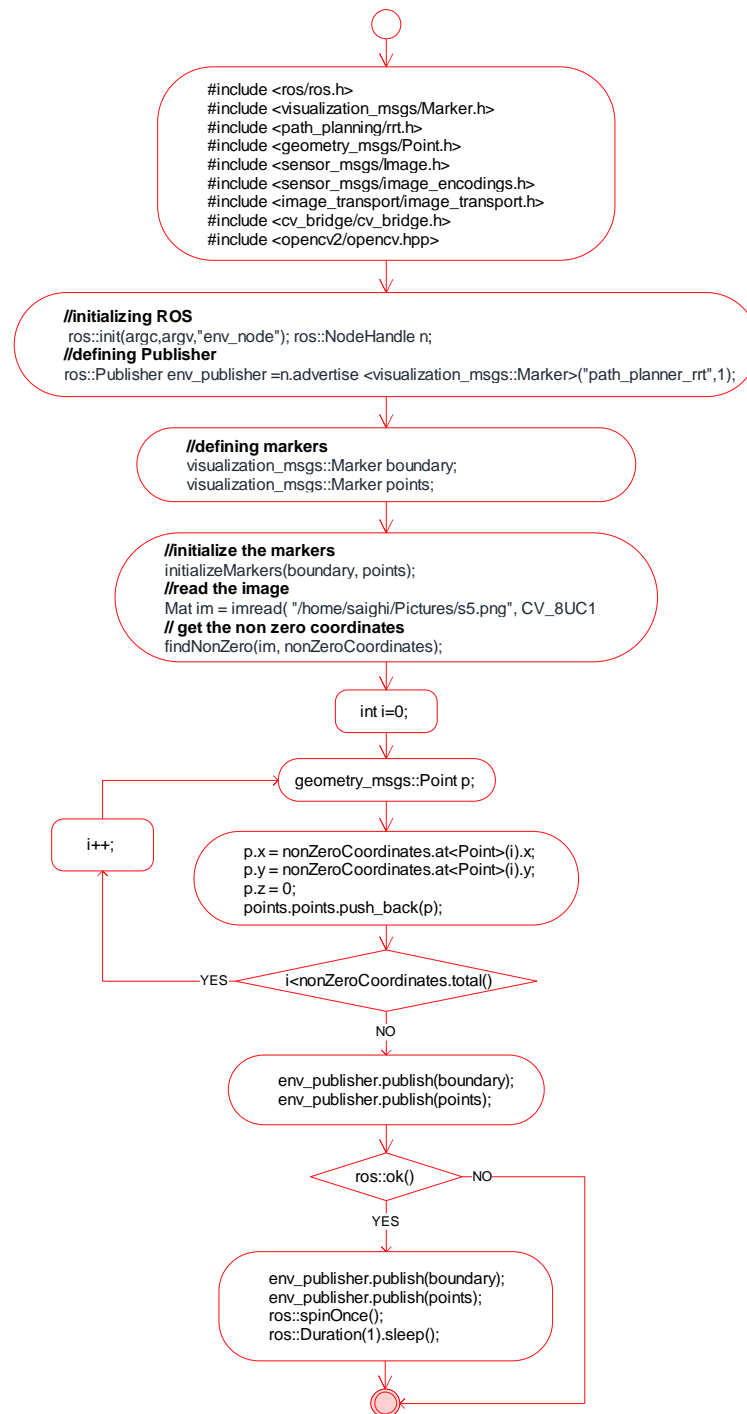 #include <ros/ros.h>
#include <visualization_msgs/Marker.h>
#include <path_planning/rrt.h>
#include <geometry_msgs/Point.h>
#include <sensor_msgs/Image.h>
#include <sensor_msgs/image_encodings.h>
#include <image_transport/image_transport.h>
#include <cv_bridge/cv_bridge.h>
#include <opencv2/opencv.hpp>
//initializing ROS
ros::init(argc,argv,"env_node"); ros::NodeHandle n;
//defining Publisher
ros::Publisher env_publisher =n.advertise <visualization_msgs::Marker>("path_planner_rrt",1);
//defining markers
visualization_msgs::Marker boundary;
visualization_msgs::Marker points;
//initialize the markers
initializeMarkers(boundary, points);
//read the image
Mat im = imread( "/home/saighi/Pictures/s5.png", CV_8UC1
// get the non zero coordinates
findNonZero(im, nonZeroCoordinates);
int i=0;
geometry_msgs::Point p;
i++;
p.x = nonZeroCoordinates.at<Point>(i).x;
p.y = nonZeroCoordinates.at<Point>(i).y;
p.z = 0;
points.points.push_back(p);
i<nonZeroCoordinates.total()
YES
NO
env_publisher.publish(boundary);
env_publisher.publish(points);
ros::ok()
NO
YES
env_publisher.publish(boundary);
env_publisher.publish(points);
ros::spinOnce();
ros::Duration(1).sleep();